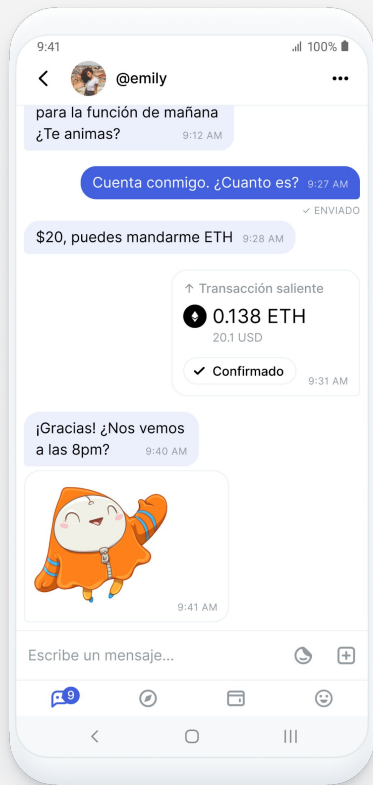 9:41
100%
@emily
para la función de mañana
¿Te animas?
9:12 AM
Cuenta conmigo. ¿Cuanto es? 9:27 AM
✓ ENVIADO
$20, puedes mandarme ETH 9:28 AM
↑ Transacción saliente
0.138 ETH
20.1 USD
✓ Confirmado
9:31 AM
¡Gracias! ¿Nos vemos
a las 8pm? 9:40 AM
9:41 AM
Escribe un mensaje...
9